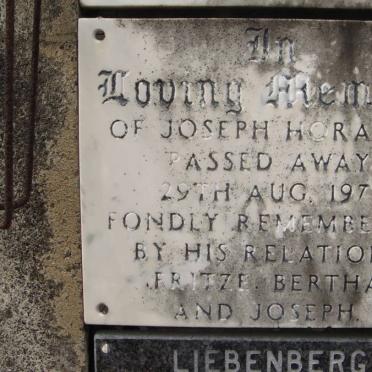 In
Loving Mem
OF JOSEPH HORA
PASSED AWAY
29TH AUG, 197
FONDLY REMEMBE
BY HIS RELATION
FRITZE, BERTHA
AND JOSEPH.
LIEBENBERG